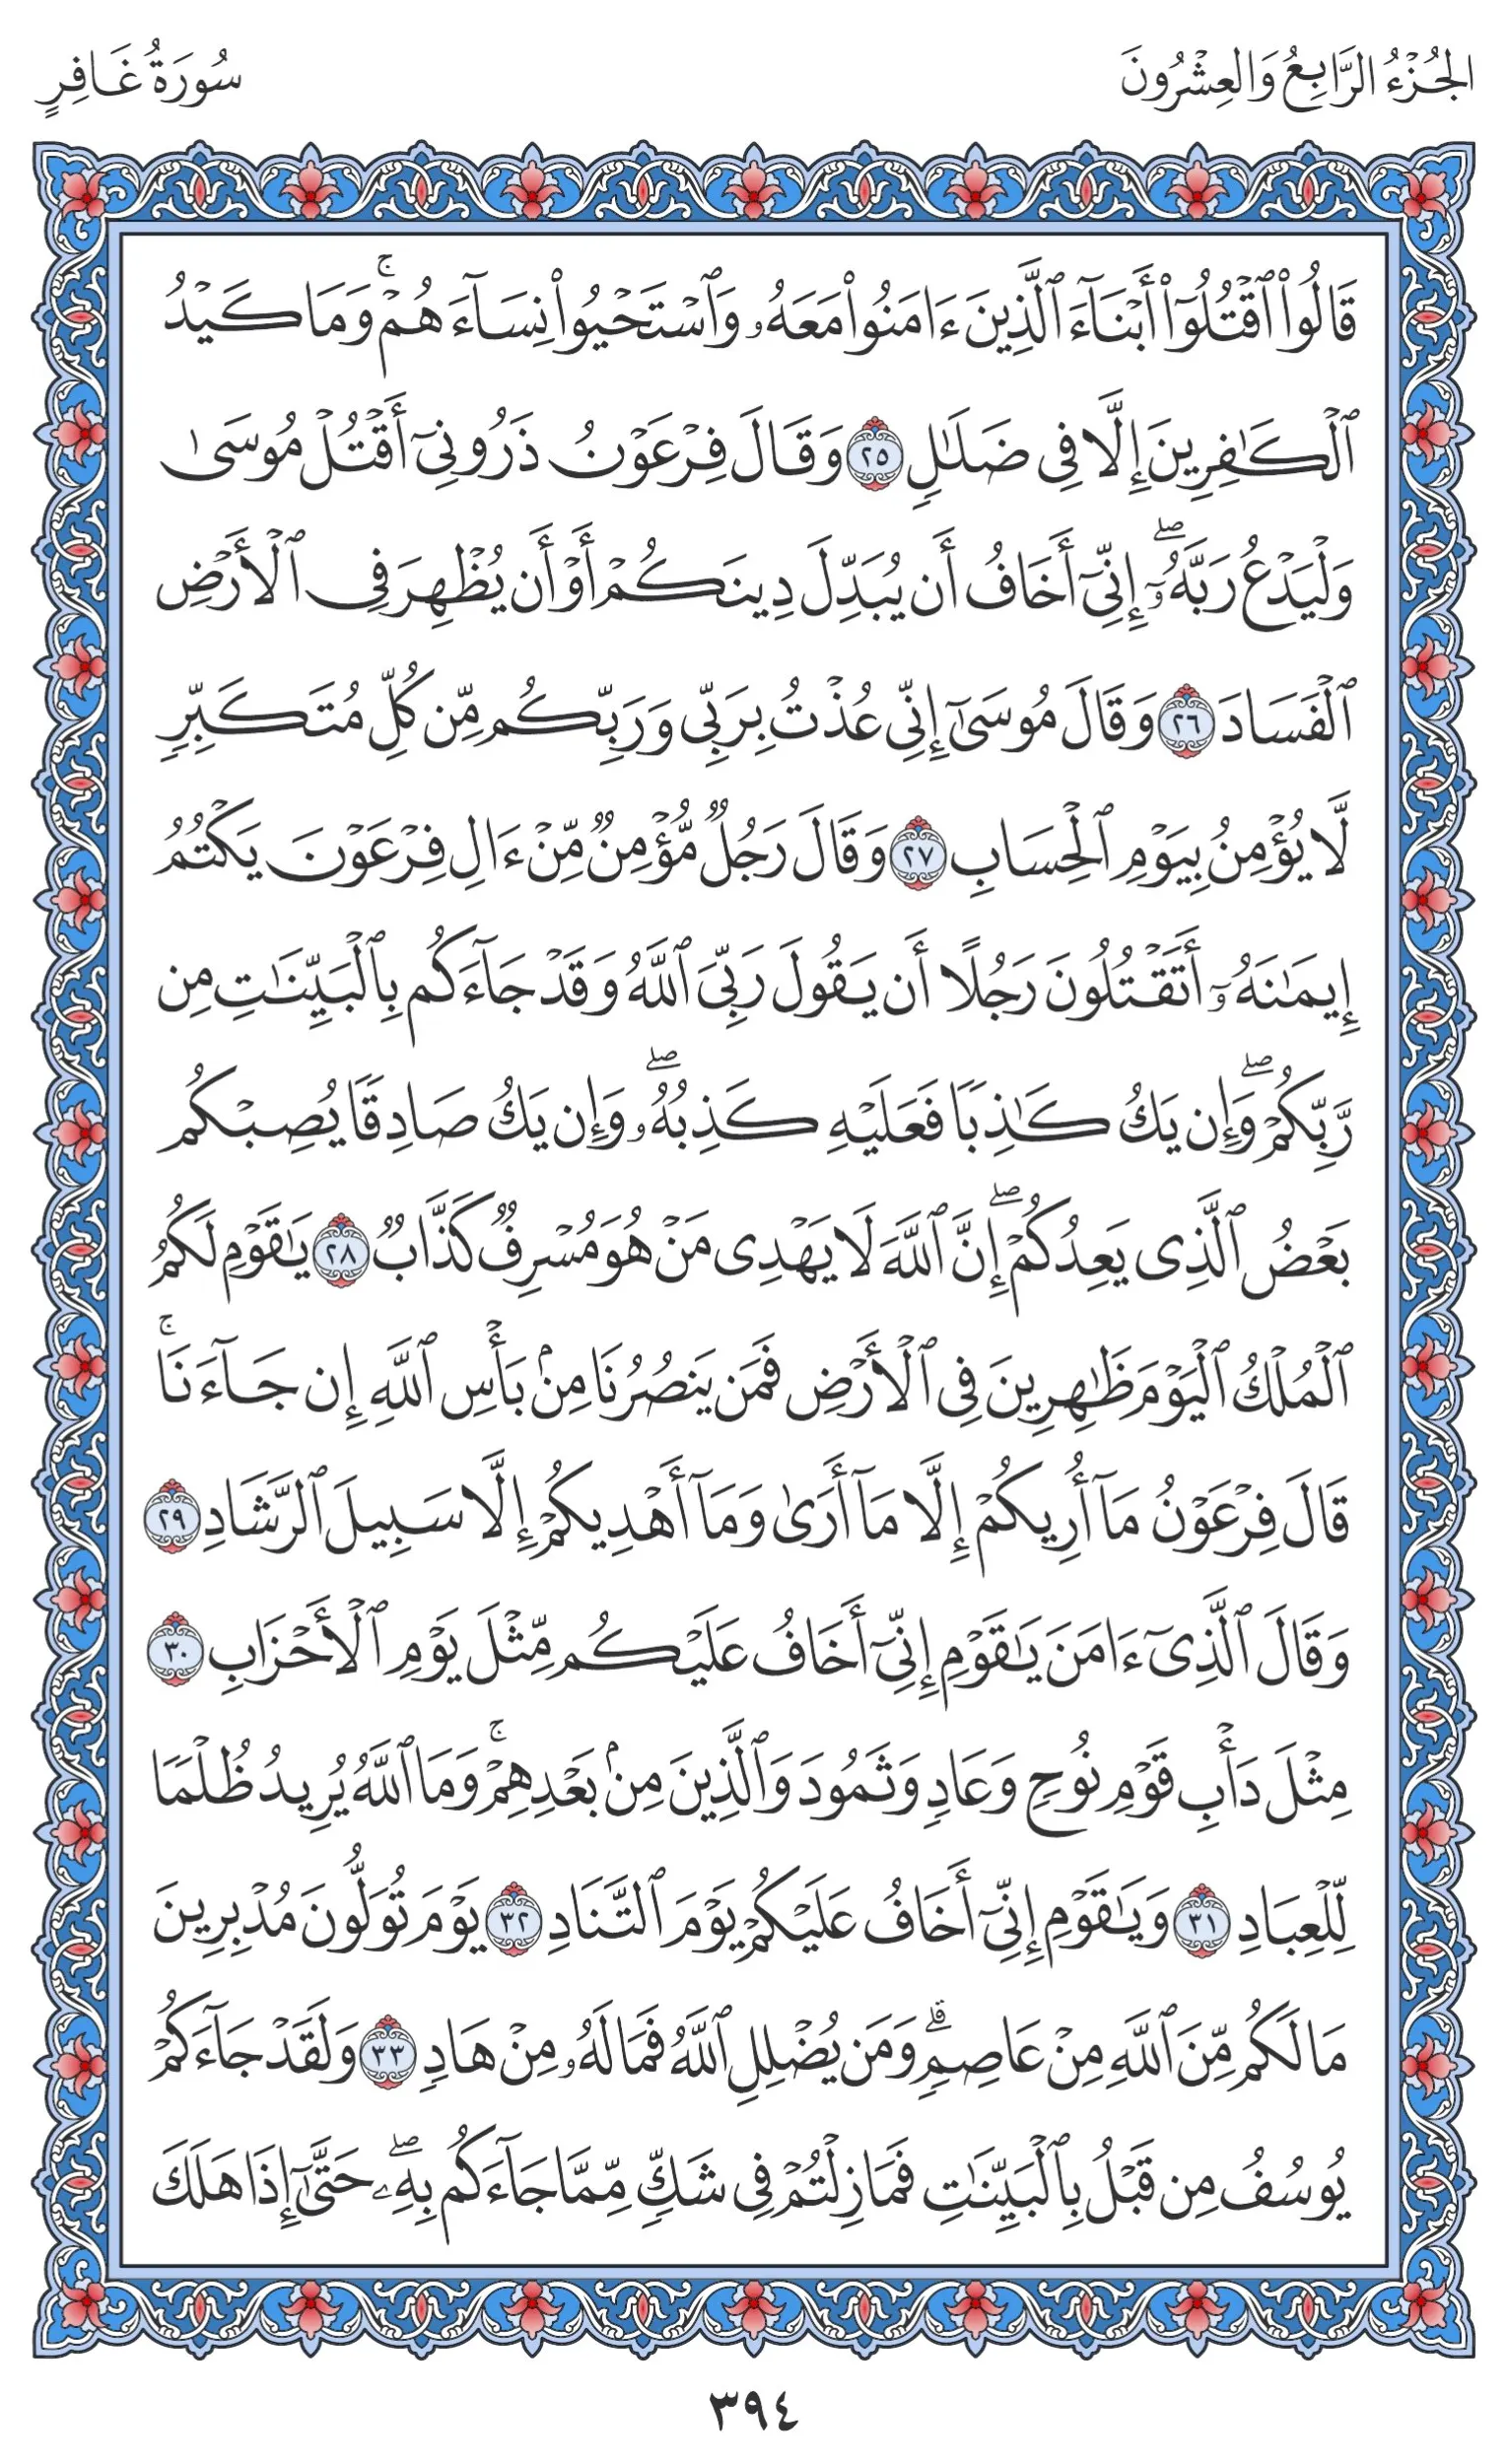 الجُزْءُ الرَّابِعُ وَالعِشْرُونَ
سُورَةُ غَافِرٍ
قَالُوا۟ ٱقْتُلُوٓا۟ أَبْنَآءَ ٱلَّذِينَ ءَامَنُوا۟ مَعَهُۥ وَٱسْتَحْيُوا۟ نِسَآءَهُمْۚ وَمَا كَيْدُ
ٱلْكَـٰفِرِينَ إِلَّا فِى ضَلَـٰلٍ ٢٥ وَقَالَ فِرْعَوْنُ ذَرُونِىٓ أَقْتُلْ مُوسَىٰ
وَلْيَدْعُ رَبَّهُۥٓۖ إِنِّىٓ أَخَافُ أَن يُبَدِّلَ دِينَكُمْ أَوْ أَن يُظْهِرَ فِى ٱلْأَرْضِ
ٱلْفَسَادَ ٢٦ وَقَالَ مُوسَىٰٓ إِنِّى عُذْتُ بِرَبِّى وَرَبِّكُم مِّن كُلِّ مُتَكَبِّرٍ
لَّا يُؤْمِنُ بِيَوْمِ ٱلْحِسَابِ ٢٧ وَقَالَ رَجُلٌ مُّؤْمِنٌ مِّنْ ءَالِ فِرْعَوْنَ يَكْتُمُ
إِيمَـٰنَهُۥٓ أَتَقْتُلُونَ رَجُلًا أَن يَقُولَ رَبِّىَ ٱللَّهُ وَقَدْ جَآءَكُم بِٱلْبَيِّنَـٰتِ مِن
رَّبِّكُمْۖ وَإِن يَكُ كَـٰذِبًا فَعَلَيْهِ كَذِبُهُۥۖ وَإِن يَكُ صَادِقًا يُصِبْكُم
بَعْضُ ٱلَّذِى يَعِدُكُمْۖ إِنَّ ٱللَّهَ لَا يَهْدِى مَنْ هُوَ مُسْرِفٌ كَذَّابٌ ٢٨ يَـٰقَوْمِ لَكُمُ
ٱلْمُلْكُ ٱلْيَوْمَ ظَـٰهِرِينَ فِى ٱلْأَرْضِ فَمَن يَنصُرُنَا مِنۢ بَأْسِ ٱللَّهِ إِن جَآءَنَاۚ
قَالَ فِرْعَوْنُ مَآ أُرِيكُمْ إِلَّا مَآ أَرَىٰ وَمَآ أَهْدِيكُمْ إِلَّا سَبِيلَ ٱلرَّشَادِ ٢٩
وَقَالَ ٱلَّذِىٓ ءَامَنَ يَـٰقَوْمِ إِنِّىٓ أَخَافُ عَلَيْكُم مِّثْلَ يَوْمِ ٱلْأَحْزَابِ ٣٠
مِثْلَ دَأْبِ قَوْمِ نُوحٍ وَعَادٍ وَثَمُودَ وَٱلَّذِينَ مِنۢ بَعْدِهِمْۚ وَمَا ٱللَّهُ يُرِيدُ ظُلْمًا
لِّلْعِبَادِ ٣١ وَيَـٰقَوْمِ إِنِّىٓ أَخَافُ عَلَيْكُمْ يَوْمَ ٱلتَّنَادِ ٣٢ يَوْمَ تُوَلُّونَ مُدْبِرِينَ
مَا لَكُم مِّنَ ٱللَّهِ مِنْ عَاصِمٍۗ وَمَن يُضْلِلِ ٱللَّهُ فَمَا لَهُۥ مِنْ هَادٍ ٣٣ وَلَقَدْ جَآءَكُمْ
يُوسُفُ مِن قَبْلُ بِٱلْبَيِّنَـٰتِ فَمَا زِلْتُمْ فِى شَكٍّ مِّمَّا جَآءَكُم بِهِۦۖ حَتَّىٰٓ إِذَا هَلَكَ
٣٩٤